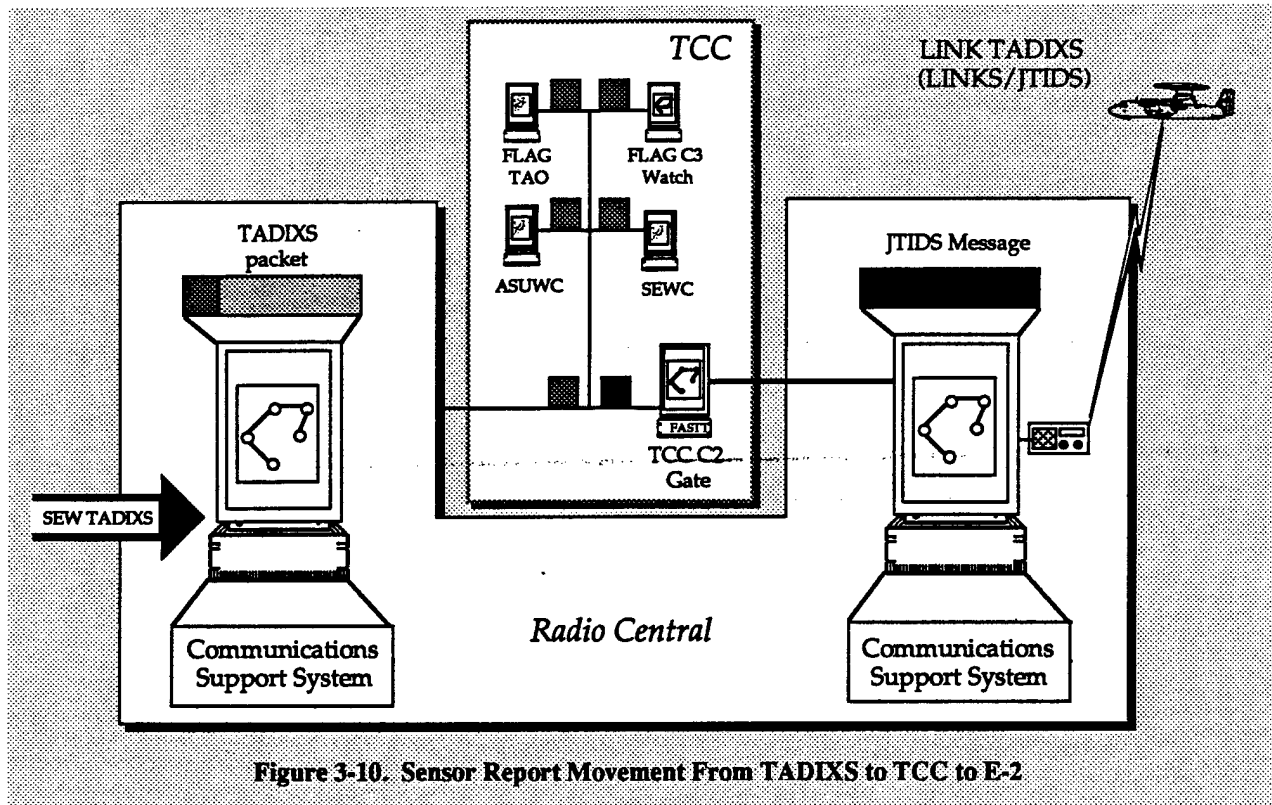 TCC
LINK TADIXS
(LINKS/JTIDS)
FLAG
TAO
FLAG C3
Watch
ASUWC
SEWC
TADIXS
packet
JTIDS Message
FAST
TCC C2
Gate
SEW TADIXS
Radio Central
Communications
Support System
Communications
Support System
Figure 3-10. Sensor Report Movement From TADIXS to TCC to E-2